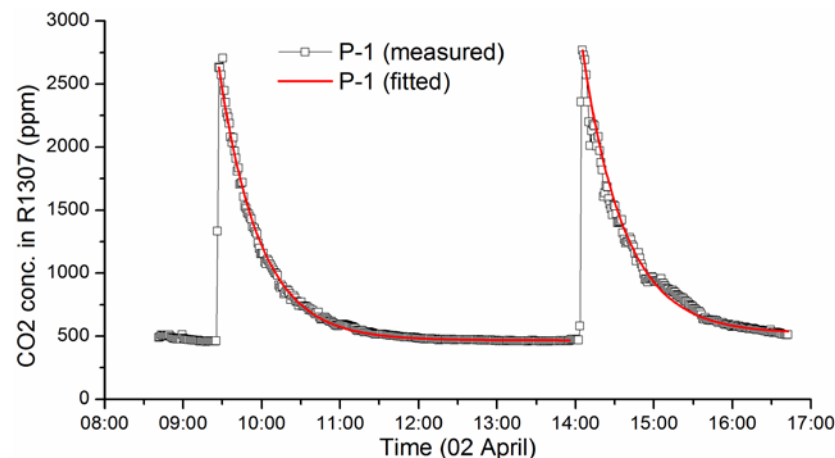 CO2 conc. in R1307 (ppm)
3000
2500
2000
1500
1000
500
0
P-1 (measured)
P-1 (fitted)
08:00 09:00 10:00 11:00 12:00 13:00 14:00 15:00 16:00 17:00
Time (02 April)